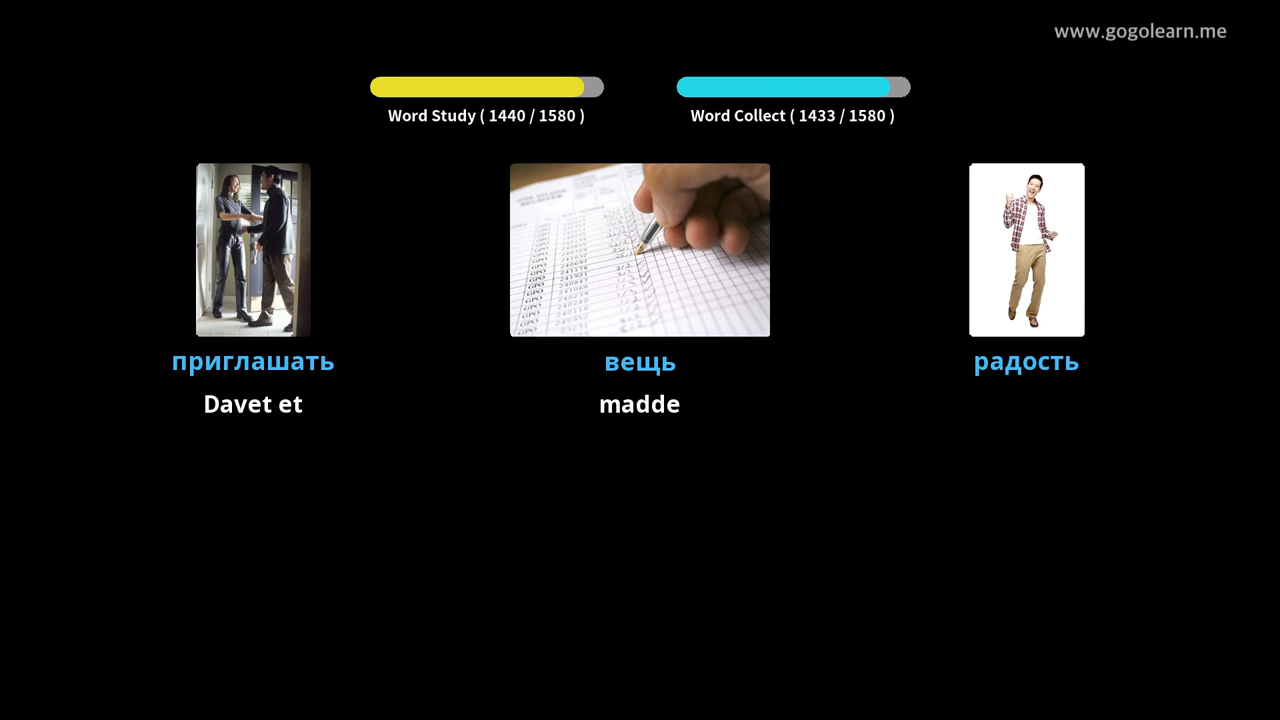 www.gogolearn.me
Word Study ( 1440 / 1580 )
Word Collect ( 1433 / 1580 )
приглашать
вещь
радость
Davet et
madde